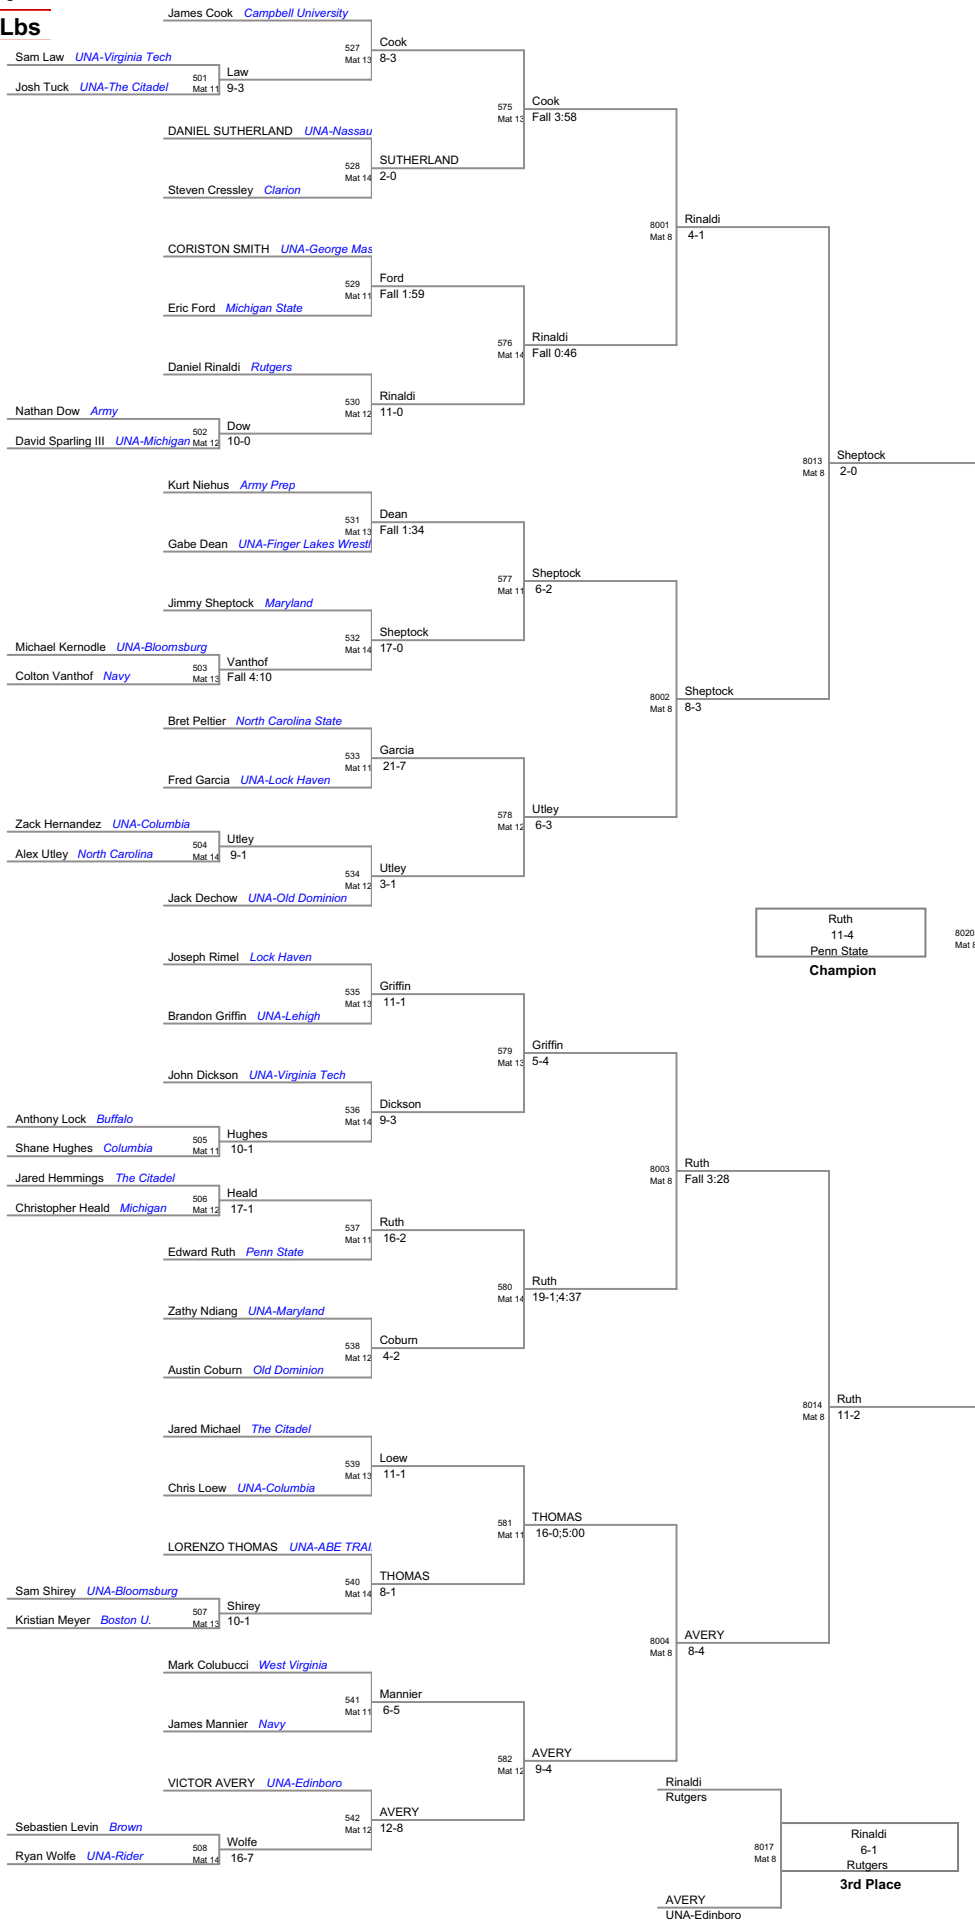 Lbs
James Cook Campbell University
527
Mat 13
Cook
8-3
Sam Law UNA-Virginia Tech
501
Mat 11
Law
9-3
Josh Tuck UNA-The Citadel
575
Mat 13
Cook
Fall 3:58
DANIEL SUTHERLAND UNA-Nassau
528
Mat 14
SUTHERLAND
2-0
Steven Cressley Clarion
8001
Mat 8
Rinaldi
4-1
CORISTON SMITH UNA-George Mas
529
Mat 11
Ford
Fall 1:59
Eric Ford Michigan State
576
Mat 14
Rinaldi
Fall 0:46
Daniel Rinaldi Rutgers
530
Mat 12
Rinaldi
11-0
Nathan Dow Army
502
Mat 12
Dow
10-0
David Sparling III UNA-Michigan
8013
Mat 8
Sheptock
2-0
Kurt Niehus Army Prep
531
Mat 13
Dean
Fall 1:34
Gabe Dean UNA-Finger Lakes Wrestl
577
Mat 11
Sheptock
6-2
Jimmy Sheptock Maryland
532
Mat 14
Sheptock
17-0
Michael Kernodle UNA-Bloomsburg
503
Mat 13
Vanthof
Fall 4:10
Colton Vanthof Navy
8002
Mat 8
Sheptock
8-3
Bret Peltier North Carolina State
533
Mat 11
Garcia
21-7
Fred Garcia UNA-Lock Haven
578
Mat 12
Utley
6-3
Zack Hernandez UNA-Columbia
504
Mat 14
Utley
9-1
Alex Utley North Carolina
534
Mat 12
Utley
3-1
Jack Dechow UNA-Old Dominion
Ruth
11-4
Penn State
Champion
8020
Mat 8
Joseph Rimel Lock Haven
535
Mat 13
Griffin
11-1
Brandon Griffin UNA-Lehigh
579
Mat 13
Griffin
5-4
John Dickson UNA-Virginia Tech
536
Mat 14
Dickson
9-3
Anthony Lock Buffalo
505
Mat 11
Hughes
10-1
Shane Hughes Columbia
8003
Mat 8
Ruth
Fall 3:28
Jared Hemmings The Citadel
506
Mat 12
Heald
17-1
Christopher Heald Michigan
537
Mat 11
Ruth
16-2
Edward Ruth Penn State
580
Mat 14
Ruth
19-1;4:37
Zathy Ndiang UNA-Maryland
538
Mat 12
Coburn
4-2
Austin Coburn Old Dominion
8014
Mat 8
Ruth
11-2
Jared Michael The Citadel
539
Mat 13
Loew
11-1
Chris Loew UNA-Columbia
581
Mat 11
THOMAS
16-0;5:00
LORENZO THOMAS UNA-ABE TRAI
540
Mat 14
THOMAS
8-1
Sam Shirey UNA-Bloomsburg
507
Mat 13
Shirey
10-1
Kristian Meyer Boston U.
8004
Mat 8
AVERY
8-4
Mark Colubucci West Virginia
541
Mat 11
Mannier
6-5
James Mannier Navy
582
Mat 12
AVERY
9-4
VICTOR AVERY UNA-Edinboro
542
Mat 12
AVERY
12-8
Sebastien Levin Brown
508
Mat 14
Wolfe
16-7
Ryan Wolfe UNA-Rider
Rinaldi
Rutgers
8017
Mat 8
Rinaldi
6-1
Rutgers
3rd Place
AVERY
UNA-Edinboro